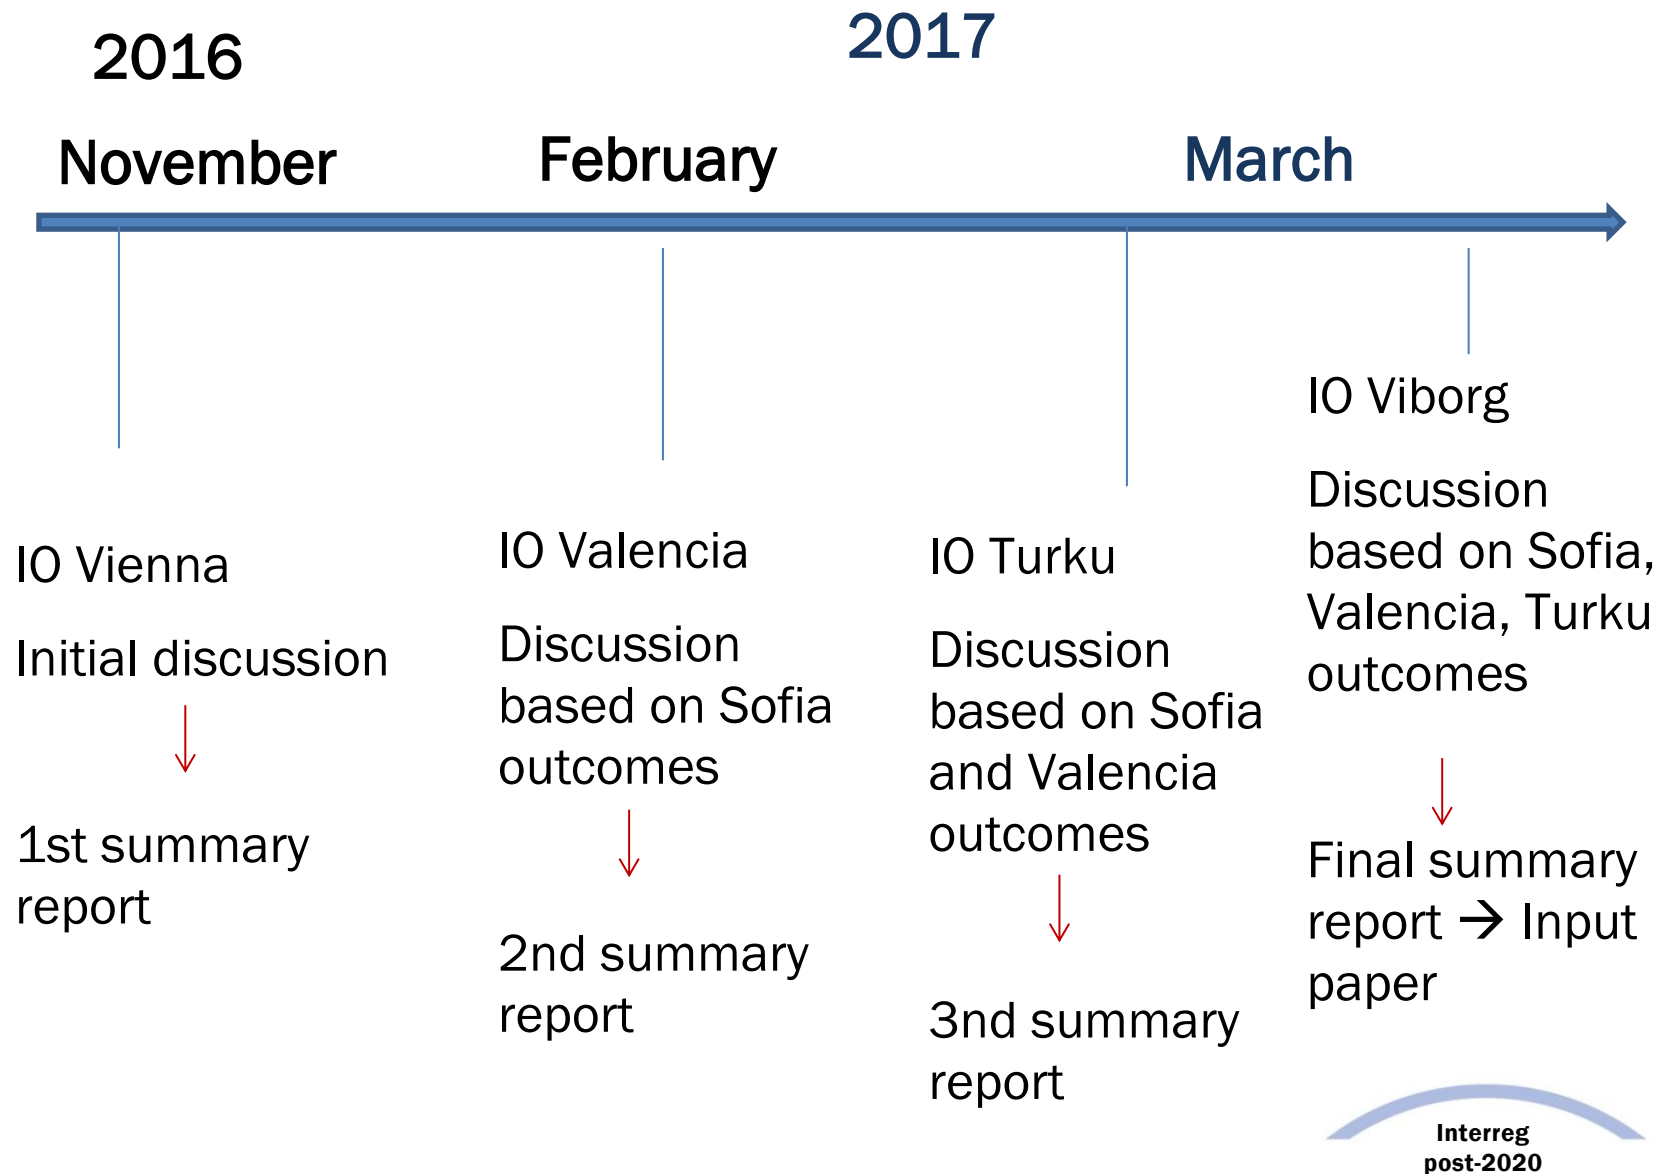 2016
2017
November
February
March
IO Vienna
Initial discussion
1st summary
report
IO Valencia
Discussion
based on Sofia
outcomes
2nd summary
report
IO Turku
Discussion
based on Sofia
and Valencia
outcomes
3nd summary
report
IO Viborg
Discussion
based on Sofia,
Valencia, Turku
outcomes
Final summary
report → Input
paper
Interreg
post-2020